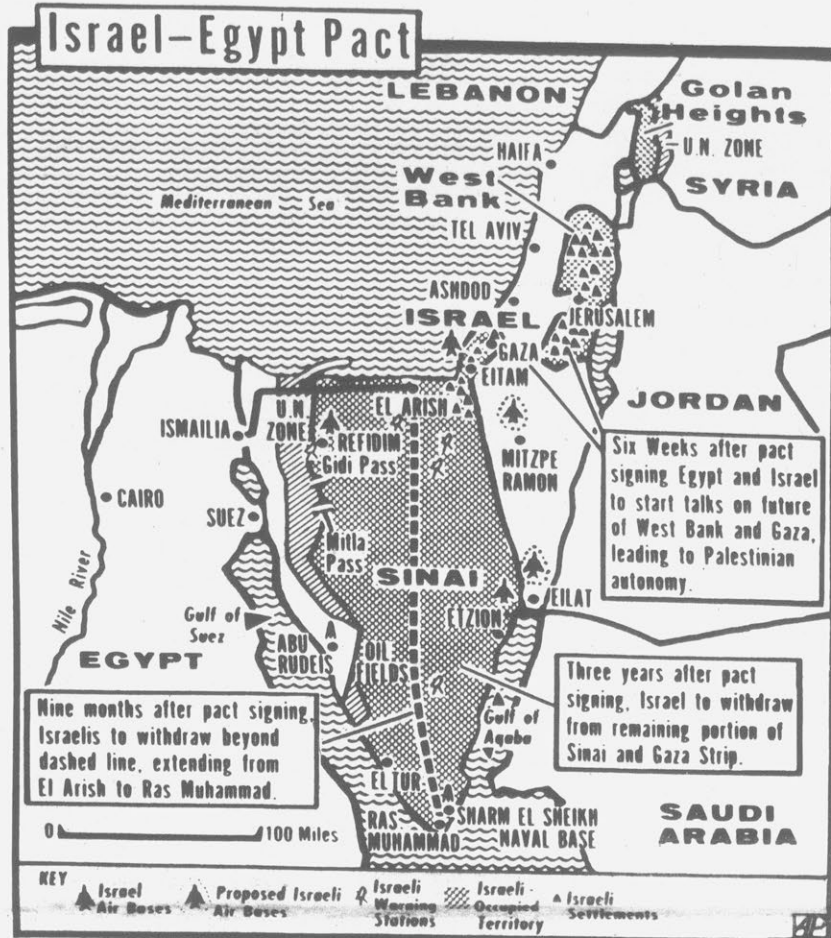 Israel-Egypt Pact
LEBANON
Golan
Heights
U.N. ZONE
SYRIA
HAIFA
West
Bank
Mediterranean Sea
TEL AVIV
ASHDOD
ISRAEL
JERUSALEM
GAZA
EITAM
JORDAN
U.N.
ZONE
EL ARISH
ISMAILIA
REFIDIM
Gidi Pass
MITZPE
RAMON
CAIRO
SUEZ
Mitla
Pass
Six Weeks after pact
signing Egypt and Israel
to start talks on future
of West Bank and Gaza,
leading to Palestinian
autonomy.
SINAI
Nile River
Gulf of
Suez
EILAT
ETZION
ABU
RUDEIS
OIL
FIELDS
EGYPT
Nine months after pact signing,
Israelis to withdraw beyond
dashed line, extending from
El Arish to Ras Muhammad.
Three years after pact
signing, Israel to withdraw
from remaining portion of
Sinai and Gaza Strip.
Gulf of
Aqaba
EL TUR
RAS
MUHAMMAD
SHARM EL SHEIKH
NAVAL BASE
SAUDI
ARABIA
0 100 Miles
KEY
Israel
Air Bases
Proposed Israeli
Air Bases
Israeli
Warning
Stations
Israeli-
Occupied
Territory
Israeli
Settlements
AP